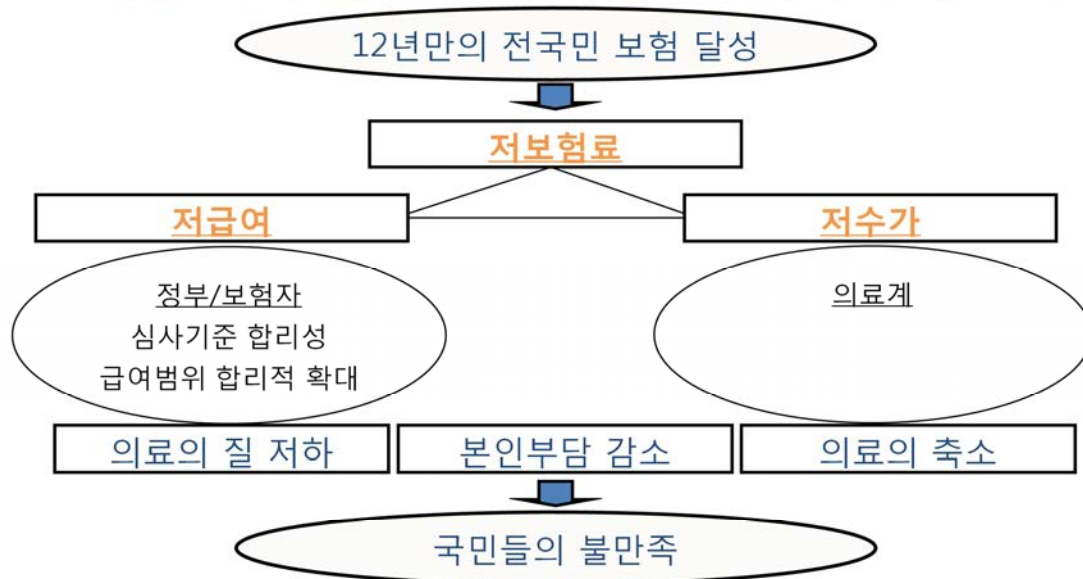 12년만의 전국민 보험 달성
저보험료
저급여
저수가
정부/보험자
심사기준 합리성
급여범위 합리적 확대
의료계
의료의 질 저하
본인부담 감소
의료의 축소
국민들의 불만족